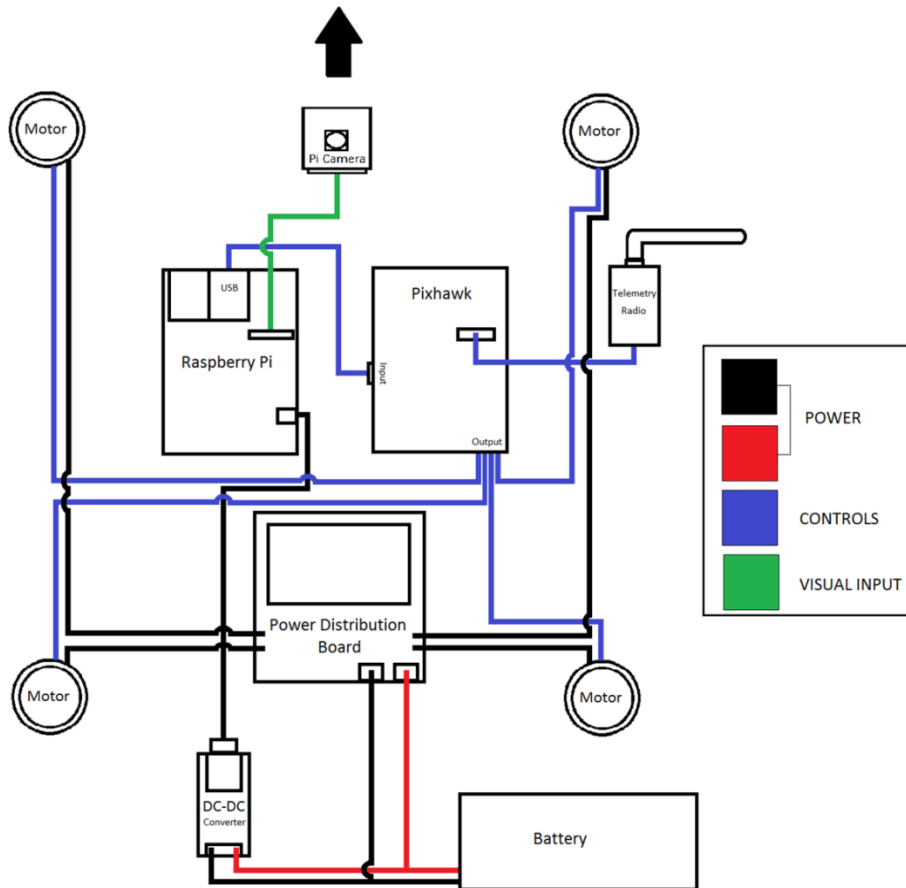 Motor
Motor
Pi Camera
USB
Pixhawk
Telemetry
Radio
Raspberry Pi
Input
Output
POWER
CONTROLS
VISUAL INPUT
Power Distribution
Board
Motor
Motor
DC-DC
Converter
Battery